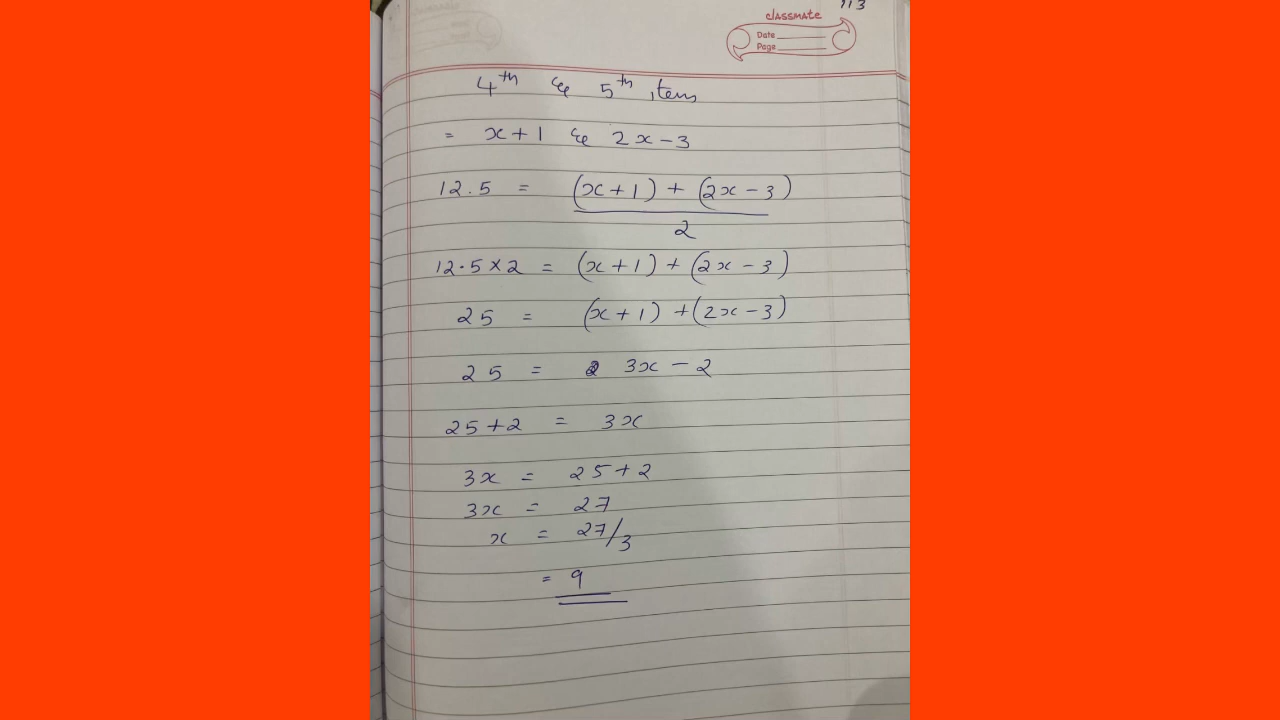 classmate
Date
Page
4th & 5th item
= x+1 & 2x-3
12.5 = (x+1) + (2x-3)
2
12.5×2 = (x+1) + (2x-3)
25 = (x+1) + (2x-3)
25 = 3x - 2
25+2 = 3x
3x = 25+2
3x = 27
x = 27/3
= 9